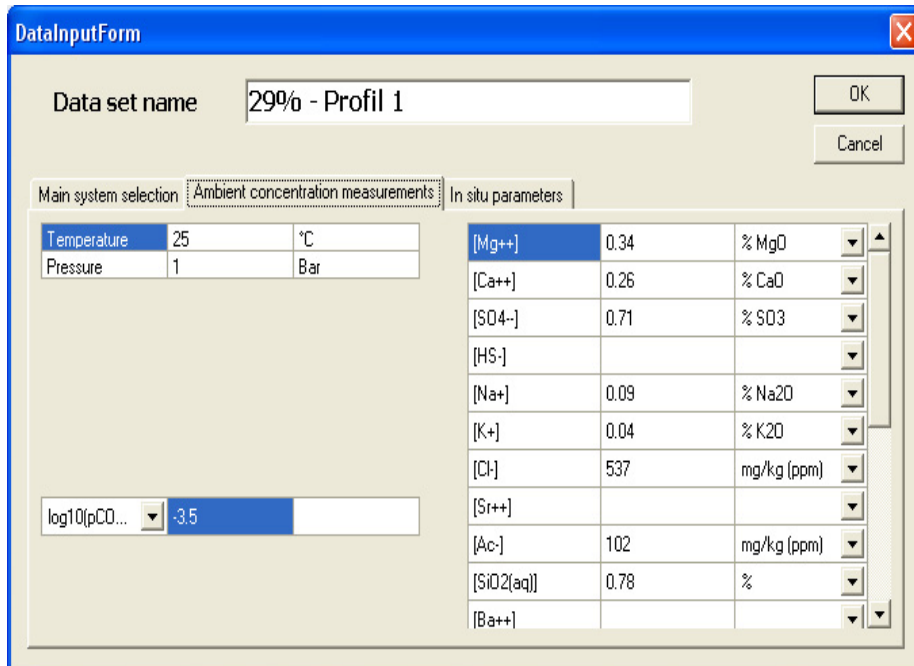 DataInputForm
Data set name 29% - Profil 1 OK
Cancel
Main system selection Ambient concentration measurements In situ parameters
Temperature 25 °C
Pressure 1 Bar
log10(pCO... -3.5
[Mg++] 0.34 % MgO
[Ca++] 0.26 % CaO
[SO4--] 0.71 % SO3
[HS-]
[Na+] 0.09 % Na2O
[K+] 0.04 % K2O
[Cl-] 537 mg/kg (ppm)
[Sr++]
[Ac-] 102 mg/kg (ppm)
[SiO2(aq)] 0.78 %
[Ba++]